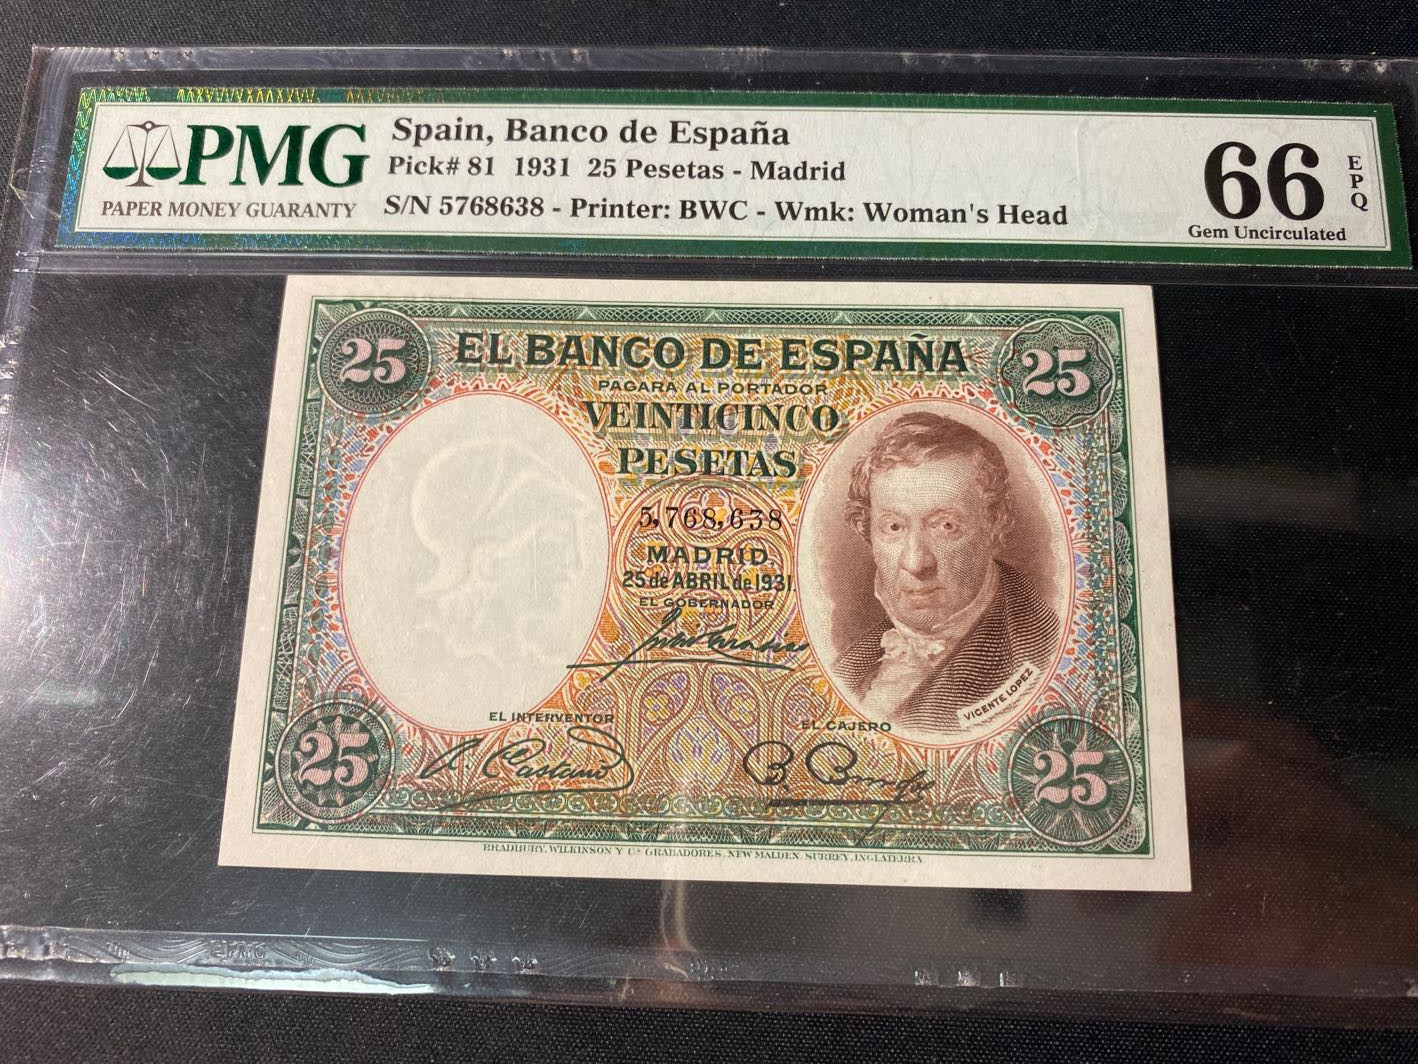 PMG
PAPER MONEY GUARANTY
Spain, Banco de España
Pick# 81 1931 25 Pesetas - Madrid
S/N 5768638 - Printer: BWC - Wmk: Woman's Head
66
EPQ
Gem Uncirculated
25
EL BANCO DE ESPAÑA
25
PAGARÁ AL PORTADOR
VEINTICINCO
PESETAS
5,768,638
MADRID,
25 de ABRIL de 1931.
EL GOBERNADOR
VICENTE LOPEZ
EL INTERVENTOR
EL CAJERO
25
A. Castaño
25
BRADBURY, WILKINSON Y Cª GRABADORES, NEW MALDEN, SURREY, INGLATERRA
PMG